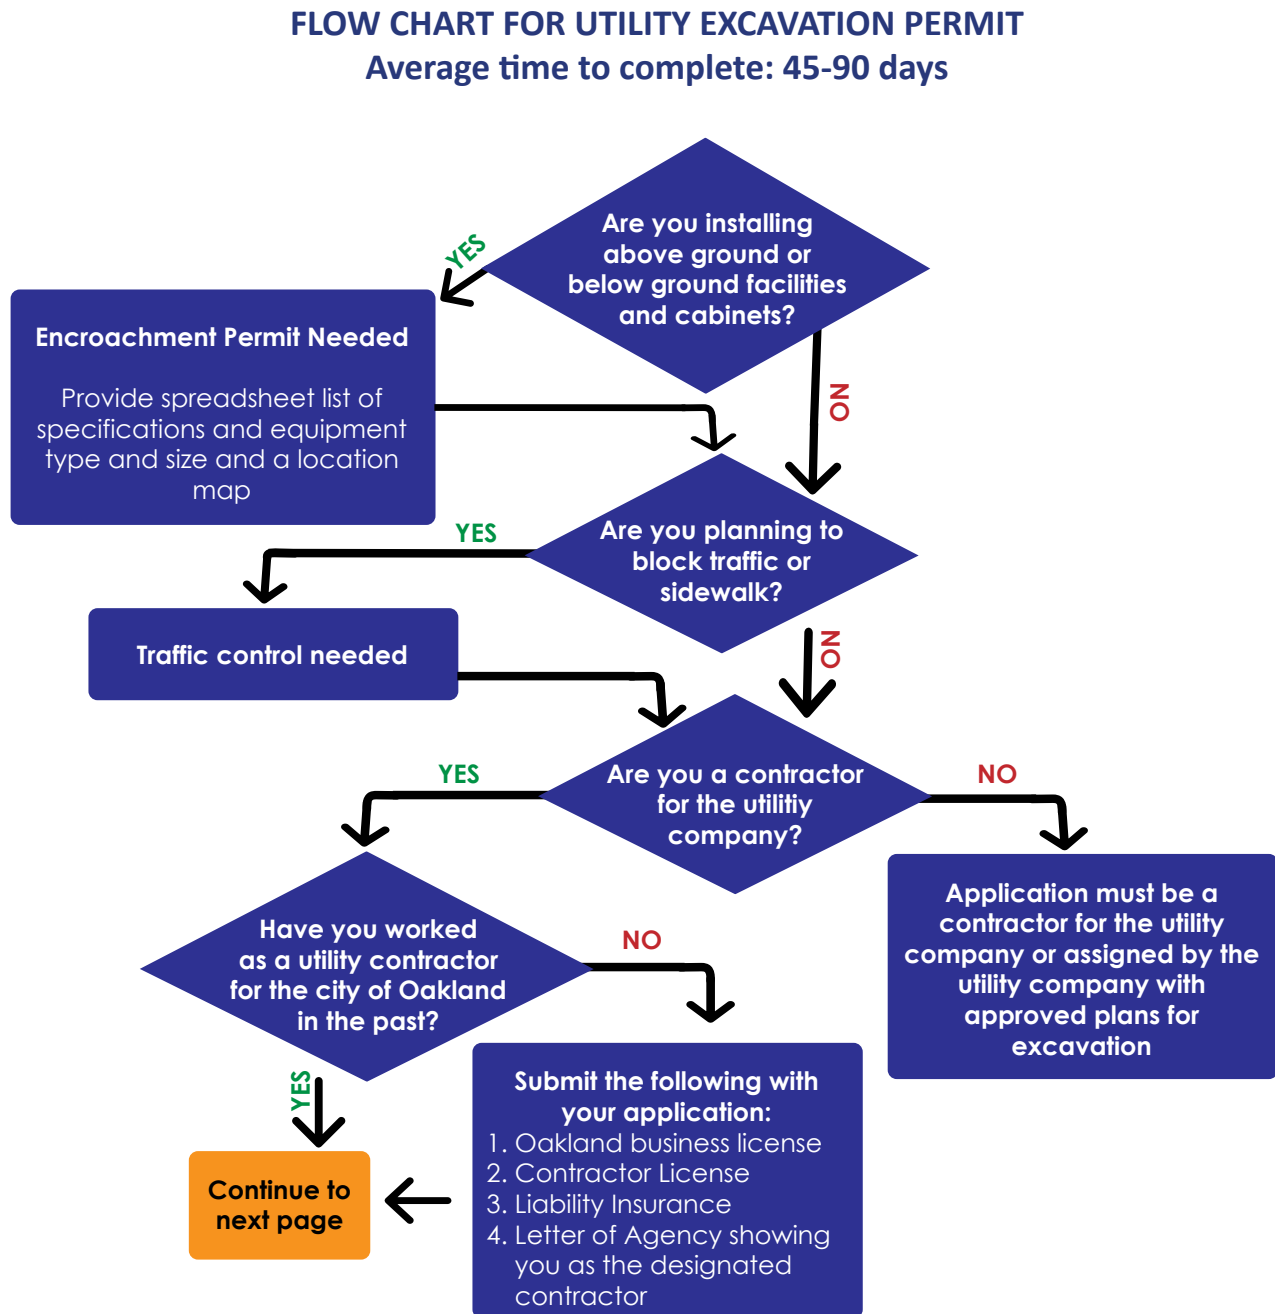 FLOW CHART FOR UTILITY EXCAVATION PERMIT
Average time to complete: 45-90 days
Are you installing
above ground or
below ground facilities
and cabinets?
YES
NO
Encroachment Permit Needed
Provide spreadsheet list of
specifications and equipment
type and size and a location
map
Are you planning to
block traffic or
sidewalk?
YES
NO
Traffic control needed
Are you a contractor
for the utilitiy
company?
YES
NO
Application must be a
contractor for the utility
company or assigned by the
utility company with
approved plans for
excavation
Have you worked
as a utility contractor
for the city of Oakland
in the past?
NO
YES
Submit the following with
your application:
1. Oakland business license
2. Contractor License
3. Liability Insurance
4. Letter of Agency showing
you as the designated
contractor
Continue to
next page